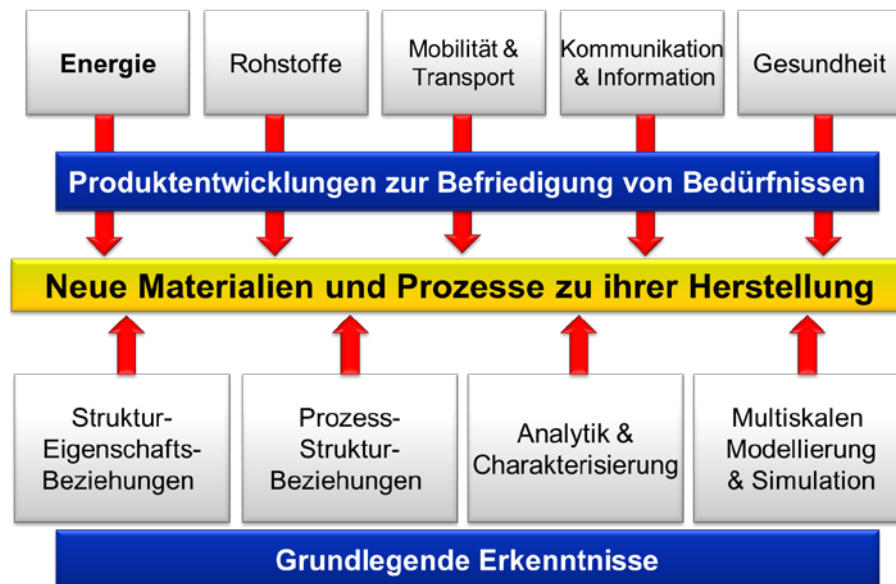 Energie
Rohstoffe
Mobilität &
Transport
Kommunikation
& Information
Gesundheit
Produktentwicklungen zur Befriedigung von Bedürfnissen
Neue Materialien und Prozesse zu ihrer Herstellung
Struktur-
Eigenschafts-
Beziehungen
Prozess-
Struktur-
Beziehungen
Analytik &
Charakterisierung
Multiskalen
Modellierung
& Simulation
Grundlegende Erkenntnisse